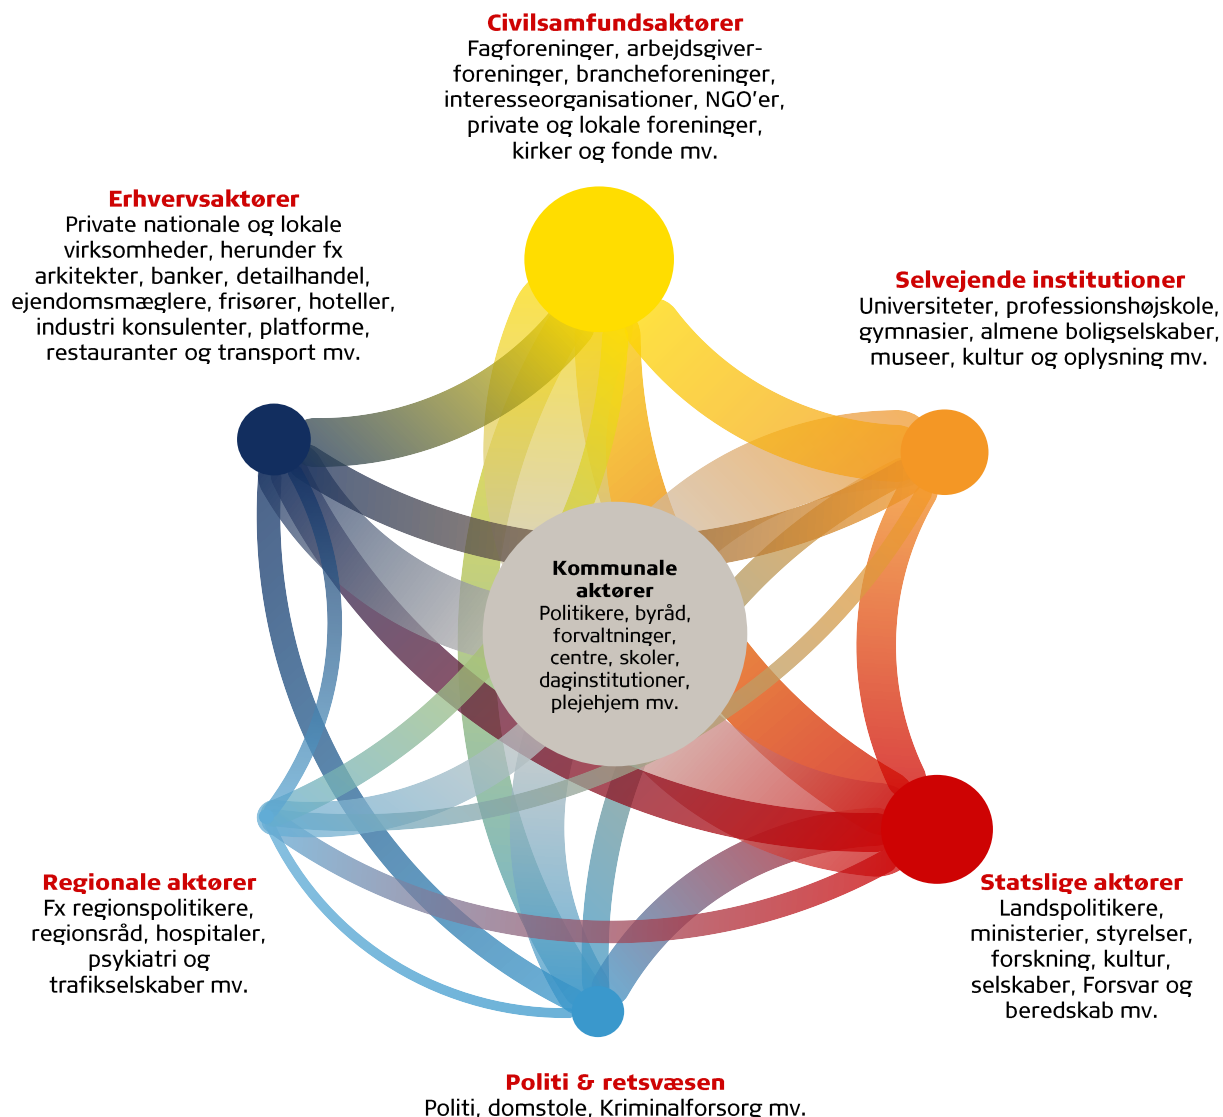 Civilsamfundsaktører
Fagforeninger, arbejdsgiver-
foreninger, brancheforeninger,
interesseorganisationer, NGO'er,
private og lokale foreninger,
kirker og fonde mv.
Erhvervsaktører
Private nationale og lokale
virksomheder, herunder fx
arkitekter, banker, detailhandel,
ejendomsmæglere, frisører, hoteller,
industri konsulenter, platforme,
restauranter og transport mv.
Selvejende institutioner
Universiteter, professionshøjskole,
gymnasier, almene boligselskaber,
museer, kultur og oplysning mv.
Kommunale
aktører
Politikere, byråd,
forvaltninger,
centre, skoler,
daginstitutioner,
plejehjem mv.
Regionale aktører
Fx regionspolitikere,
regionsråd, hospitaler,
psykiatri og
trafikselskaber mv.
Statslige aktører
Landspolitikere,
ministerier, styrelser,
forskning, kultur,
selskaber, Forsvar og
beredskab mv.
Politi & retsvæsen
Politi, domstole, Kriminalforsorg mv.